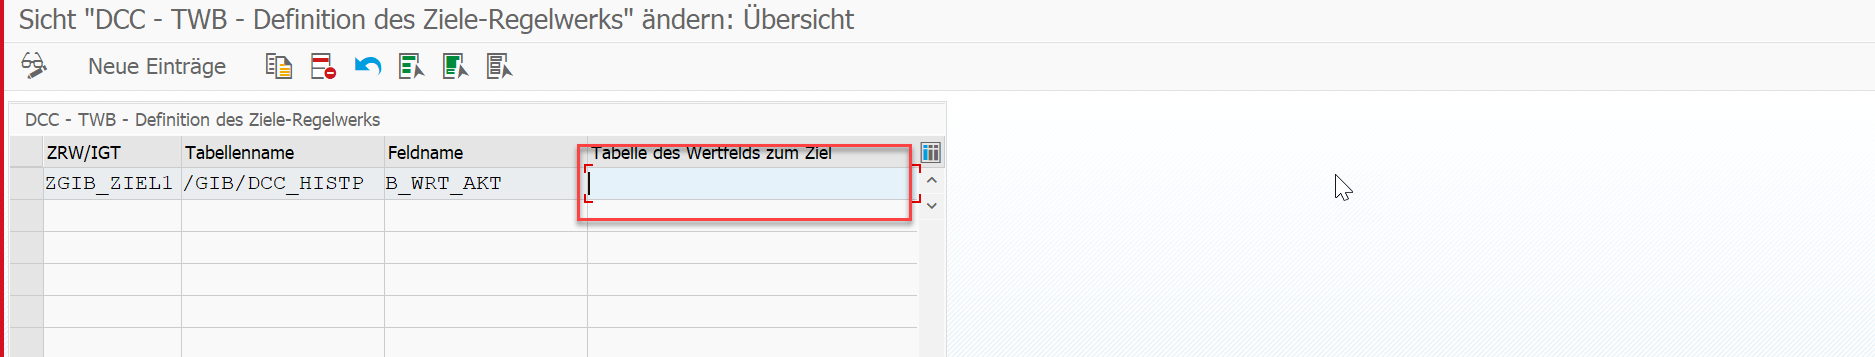 Sicht "DCC - TWB - Definition des Ziele-Regelwerks" ändern: Übersicht
Neue Einträge
DCC - TWB - Definition des Ziele-Regelwerks
ZRW/IGT Tabellenname Feldname Tabelle des Wertfelds zum Ziel
ZGIB_ZIEL1 /GIB/DCC_HISTP B_WRT_AKT